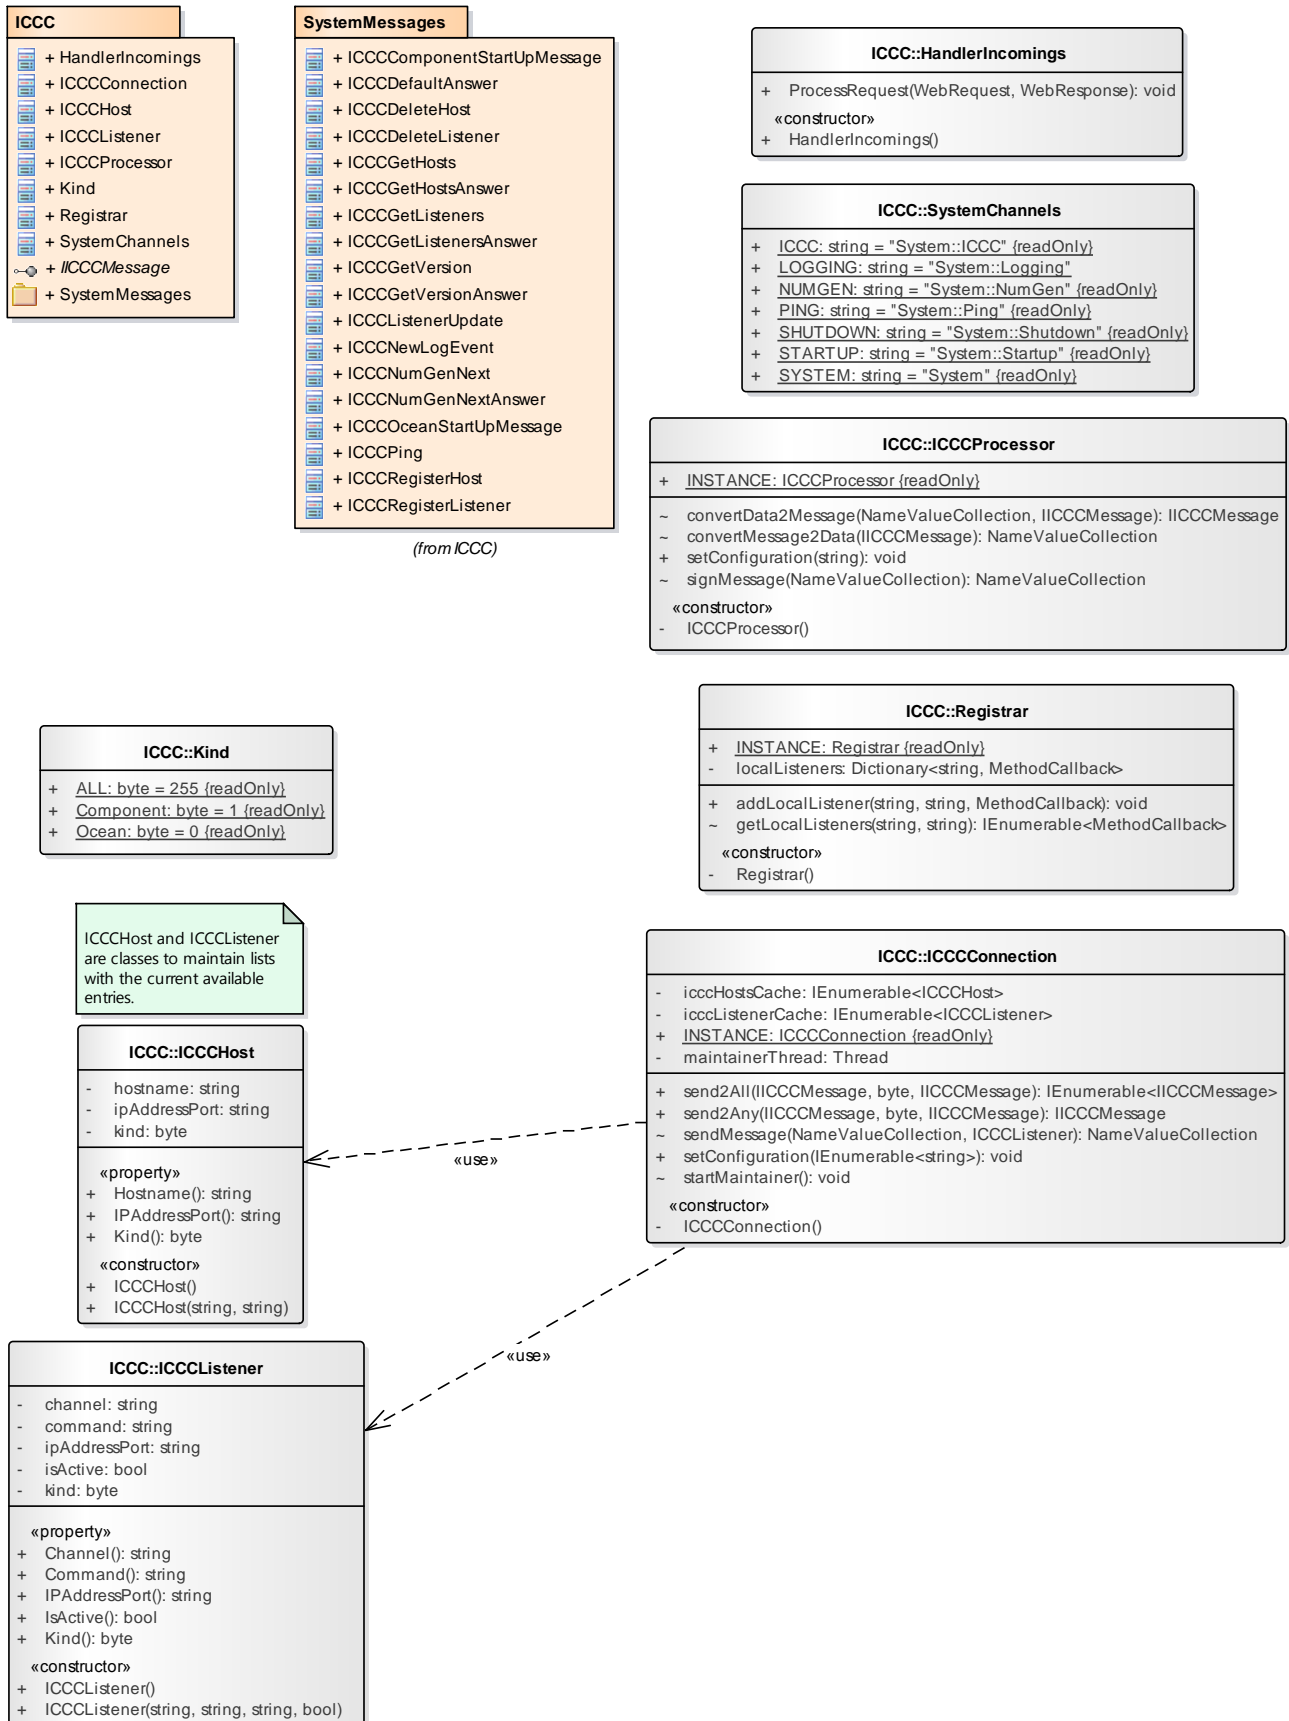 ICCC
+ HandlerIncomings
+ ICCCConnection
+ ICCCHost
+ ICCCListener
+ ICCCProcessor
+ Kind
+ Registrar
+ SystemChannels
+ IICCCMessage
+ SystemMessages
SystemMessages
+ ICCCComponentStartUpMessage
+ ICCCDefaultAnswer
+ ICCCDeleteHost
+ ICCCDeleteListener
+ ICCCGetHosts
+ ICCCGetHostsAnswer
+ ICCCGetListeners
+ ICCCGetListenersAnswer
+ ICCCGetVersion
+ ICCCGetVersionAnswer
+ ICCCListenerUpdate
+ ICCCNewLogEvent
+ ICCCNumGenNext
+ ICCCNumGenNextAnswer
+ ICCCOceanStartUpMessage
+ ICCCPing
+ ICCCRegisterHost
+ ICCCRegisterListener
(from ICCC)
ICCC::HandlerIncomings
+ ProcessRequest(WebRequest, WebResponse): void
«constructor»
+ HandlerIncomings()
ICCC::SystemChannels
+ ICCC: string = "System::ICCC" {readOnly}
+ LOGGING: string = "System::Logging"
+ NUMGEN: string = "System::NumGen" {readOnly}
+ PING: string = "System::Ping" {readOnly}
+ SHUTDOWN: string = "System::Shutdown" {readOnly}
+ STARTUP: string = "System::Startup" {readOnly}
+ SYSTEM: string = "System" {readOnly}
ICCC::ICCCProcessor
+ INSTANCE: ICCCProcessor {readOnly}
~ convertData2Message(NameValueCollection, IICCCMessage): IICCCMessage
~ convertMessage2Data(IICCCMessage): NameValueCollection
+ setConfiguration(string): void
~ signMessage(NameValueCollection): NameValueCollection
«constructor»
- ICCCProcessor()
ICCC::Kind
+ ALL: byte = 255 {readOnly}
+ Component: byte = 1 {readOnly}
+ Ocean: byte = 0 {readOnly}
ICCC::Registrar
+ INSTANCE: Registrar {readOnly}
- localListeners: Dictionary<string, MethodCallback>
+ addLocalListener(string, string, MethodCallback): void
~ getLocalListeners(string, string): IEnumerable<MethodCallback>
«constructor»
- Registrar()
ICCCHost and ICCCListener
are classes to maintain lists
with the current available
entries.
ICCC::ICCCHost
- hostname: string
- ipAddressPort: string
- kind: byte
«property»
+ Hostname(): string
+ IPAddressPort(): string
+ Kind(): byte
«constructor»
+ ICCCHost()
+ ICCCHost(string, string)
ICCC::ICCCConnection
- icccHostsCache: IEnumerable<ICCCHost>
- icccListenerCache: IEnumerable<ICCCListener>
+ INSTANCE: ICCCConnection {readOnly}
- maintainerThread: Thread
+ send2All(IICCCMessage, byte, IICCCMessage): IEnumerable<IICCCMessage>
+ send2Any(IICCCMessage, byte, IICCCMessage): IICCCMessage
~ sendMessage(NameValueCollection, ICCCListener): NameValueCollection
+ setConfiguration(IEnumerable<string>): void
~ startMaintainer(): void
«constructor»
- ICCCConnection()
«use»
«use»
ICCC::ICCCListener
- channel: string
- command: string
- ipAddressPort: string
- isActive: bool
- kind: byte
«property»
+ Channel(): string
+ Command(): string
+ IPAddressPort(): string
+ IsActive(): bool
+ Kind(): byte
«constructor»
+ ICCCListener()
+ ICCCListener(string, string, string, bool)